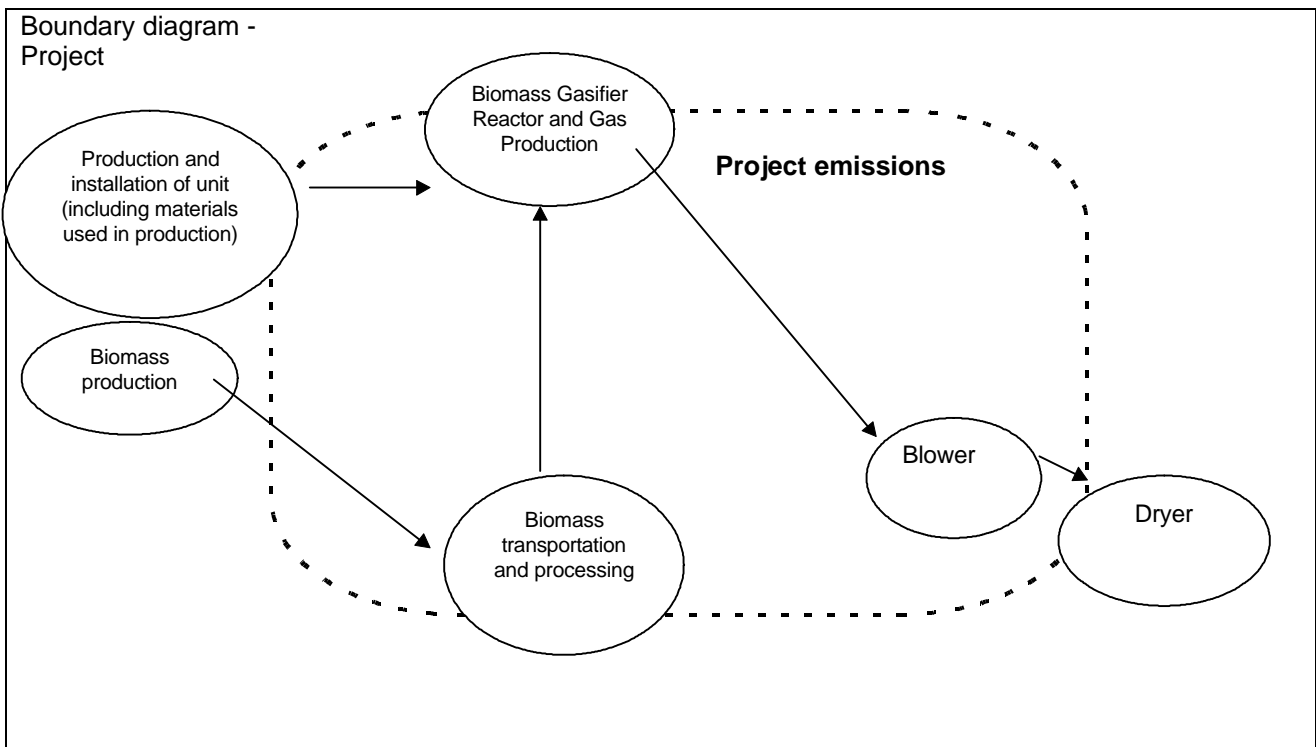 Boundary diagram -
Project
Biomass Gasifier
Reactor and Gas
Production
Production and
installation of unit
(including materials
used in production)
Project emissions
Biomass
production
Blower
Biomass
transportation
and processing
Dryer